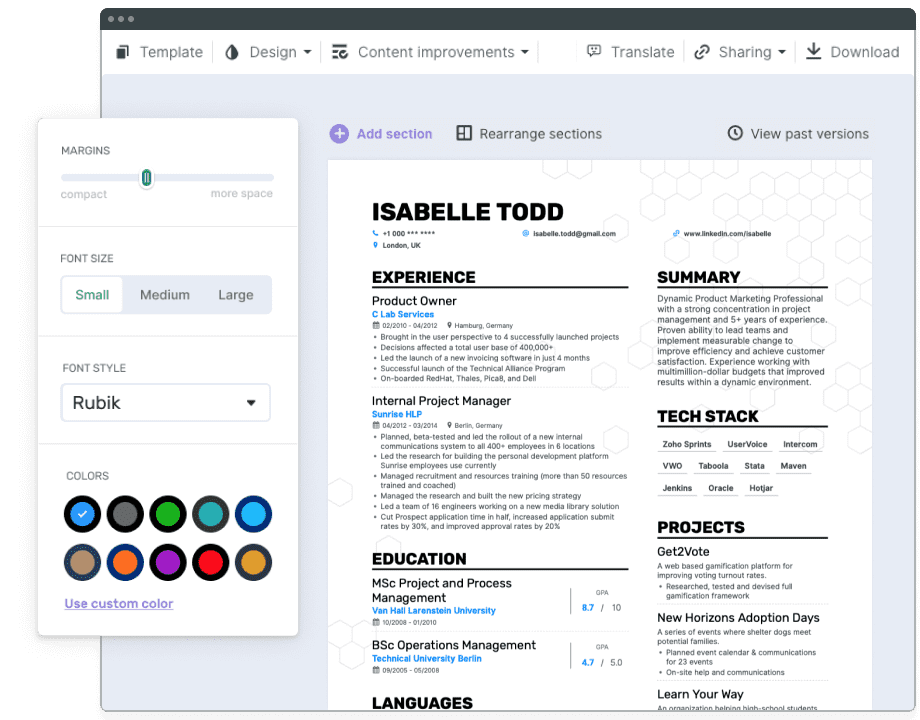 Template
Design
Content improvements
Translate
Sharing
Download
MARGINS
compact
more space
FONT SIZE
Small
Medium
Large
FONT STYLE
Rubik
COLORS
Use custom color
Add section
Rearrange sections
View past versions
ISABELLE TODD
+1 000 *** ****
isabelle.todd@gmail.com
www.linkedin.com/isabelle
London, UK
EXPERIENCE
Product Owner
C Lab Services
02/2010 - 04/2012
Hamburg, Germany
• Brought in the user perspective to 4 successfully launched projects
• Decisions affected a total user base of 400,000+
• Led the launch of a new invoicing software in just 4 months
• Successful launch of the Technical Alliance Program
• On-boarded RedHat, Thales, Pica8, and Dell
Internal Project Manager
Sunrise HLP
04/2012 - 03/2014
Berlin, Germany
• Planned, beta-tested and led the rollout of a new internal
communications system to all 400+ employees in 6 locations
• Led the research for building the personal development platform
Sunrise employees use currently
• Managed recruitment and resources training (more than 50 resources
trained and coached)
• Managed the research and built the new pricing strategy
• Led a team of 16 engineers working on a new media library solution
• Cut Prospect application time in half, increased application submit
rates by 30%, and improved approval rates by 20%
EDUCATION
MSc Project and Process
Management
Van Hall Larenstein University
10/2008 - 01/2010
GPA
8.7 / 10
BSc Operations Management
Technical University Berlin
09/2005 - 05/2008
GPA
4.7 / 5.0
LANGUAGES
SUMMARY
Dynamic Product Marketing Professional
with a strong concentration in project
management and 5+ years of experience.
Proven ability to lead teams and
implement measurable change to
improve efficiency and achieve customer
satisfaction. Experience working with
multimillion-dollar budgets that improved
results within a dynamic environment.
TECH STACK
Zoho Sprints
UserVoice
Intercom
VWO
Taboola
Stata
Maven
Jenkins
Oracle
Hotjar
PROJECTS
Get2Vote
A web based gamification platform for
improving voting turnout rates.
• Researched, tested and devised full
gamification framework
New Horizons Adoption Days
A series of events where shelter dogs meet
potential families.
• Planned event calendar & communications
for 23 events
• On-site help and communications
Learn Your Way
An organization helping high-school students